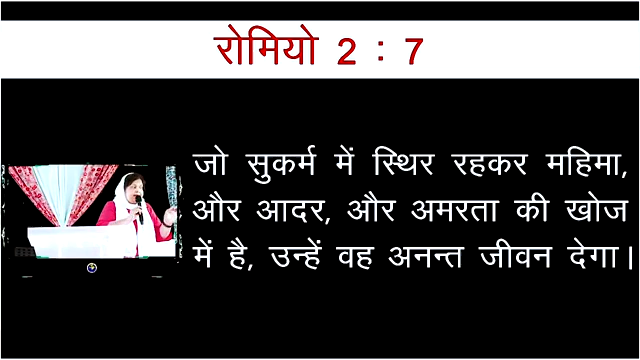 रोमियो 2 : 7
जो सुकर्म में स्थिर रहकर महिमा,
और आदर, और अमरता की खोज
में है, उन्हें वह अनन्त जीवन देगा।